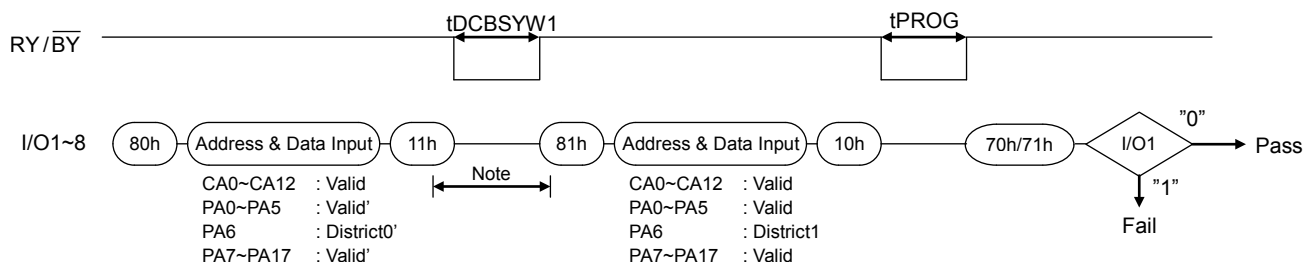 tDCBSYW1
tPROG
RY/BY
I/O1~8
80h
Address & Data Input
11h
81h
Address & Data Input
10h
70h/71h
I/O1
"0"
Pass
Note
"1"
Fail
CA0~CA12 : Valid
PA0~PA5 : Valid'
PA6 : District0'
PA7~PA17 : Valid'
CA0~CA12 : Valid
PA0~PA5 : Valid
PA6 : District1
PA7~PA17 : Valid